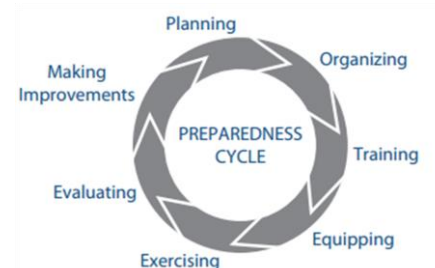 Planning
Organizing
Making
Improvements
PREPAREDNESS
CYCLE
Training
Evaluating
Equipping
Exercising